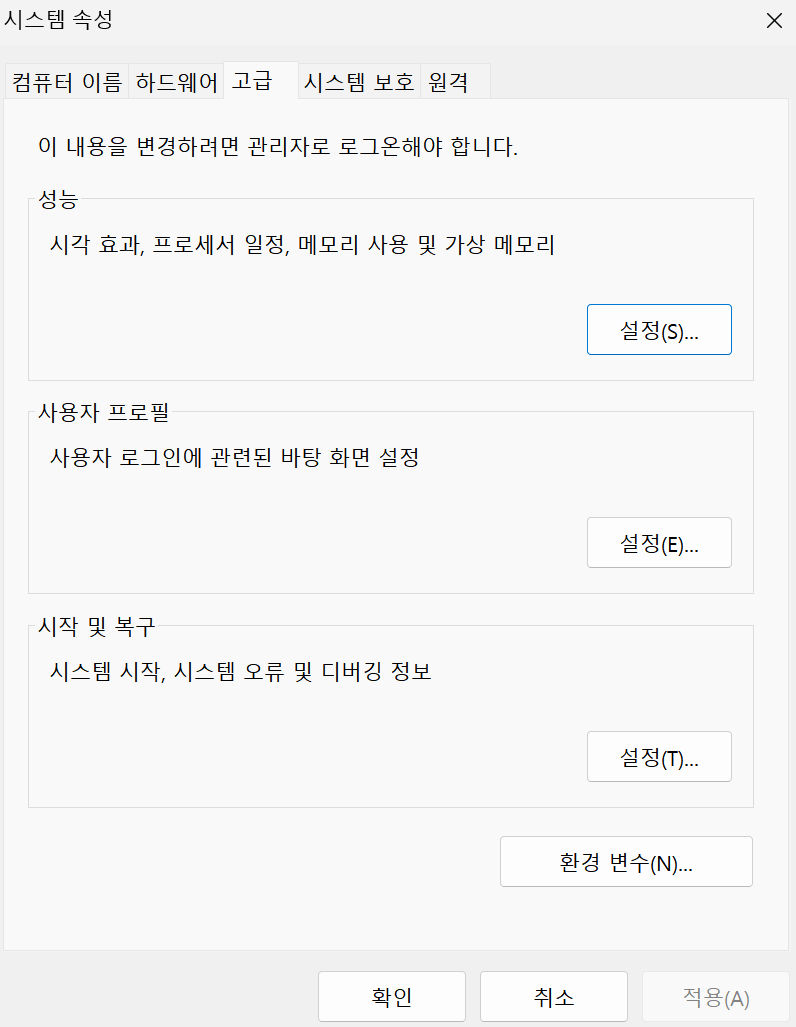 시스템 속성
컴퓨터 이름 하드웨어 고급 시스템 보호 원격
이 내용을 변경하려면 관리자로 로그온해야 합니다.
성능
시각 효과, 프로세서 일정, 메모리 사용 및 가상 메모리
설정(S)...
사용자 프로필
사용자 로그인에 관련된 바탕 화면 설정
설정(E)...
시작 및 복구
시스템 시작, 시스템 오류 및 디버깅 정보
설정(T)...
환경 변수(N)...
확인 취소 적용(A)